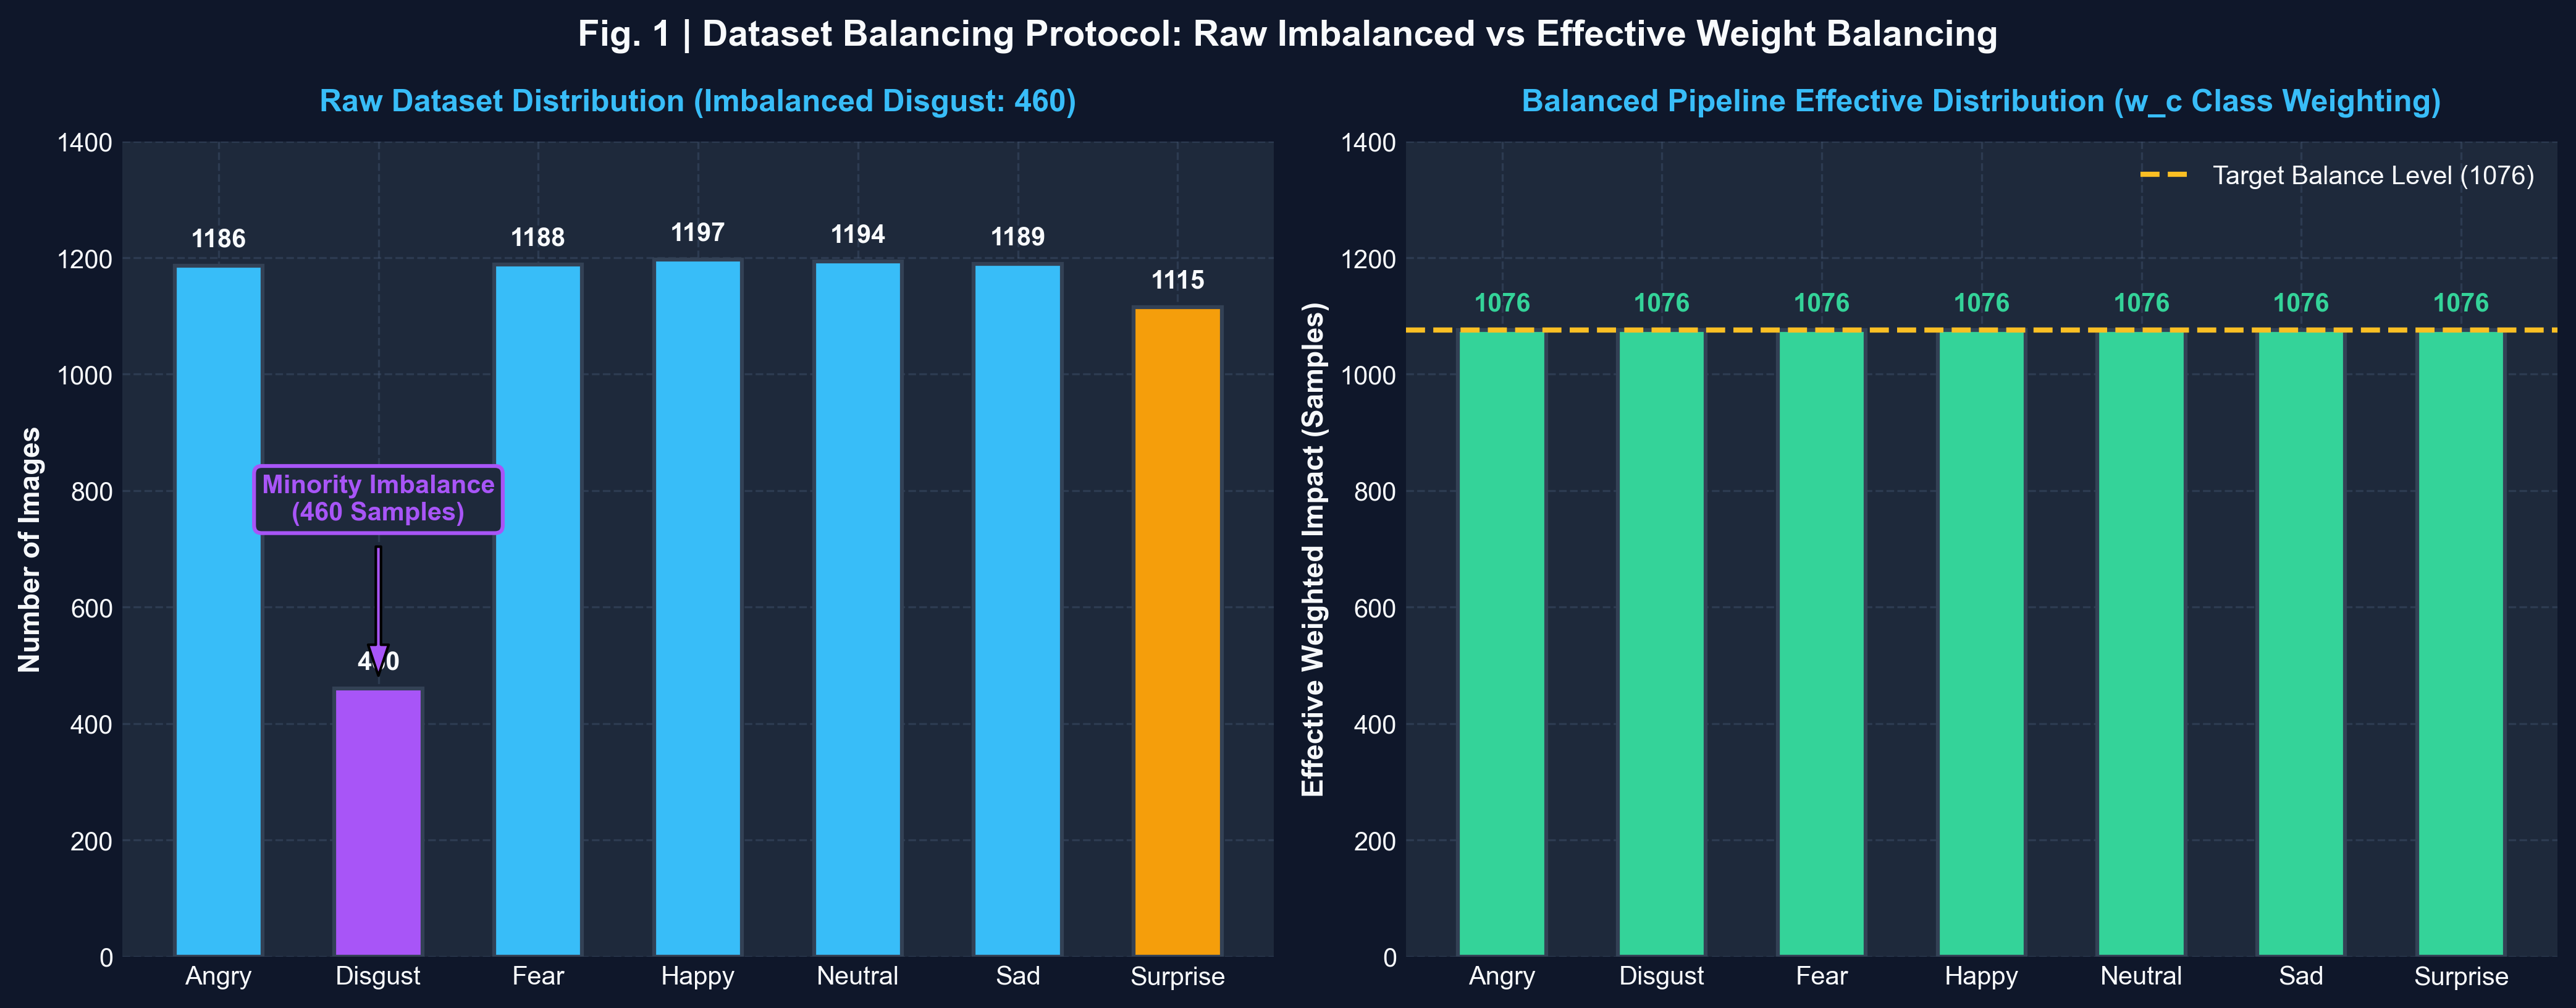 Fig. 1 | Dataset Balancing Protocol: Raw Imbalanced vs Effective Weight Balancing
Raw Dataset Distribution (Imbalanced Disgust: 460)
Number of Images
1400
1200
1000
800
600
400
200
0
1186
460
1188
1197
1194
1189
1115
Minority Imbalance
(460 Samples)
Angry
Disgust
Fear
Happy
Neutral
Sad
Surprise
Balanced Pipeline Effective Distribution (w_c Class Weighting)
Effective Weighted Impact (Samples)
1400
1200
1000
800
600
400
200
0
Target Balance Level (1076)
1076
1076
1076
1076
1076
1076
1076
Angry
Disgust
Fear
Happy
Neutral
Sad
Surprise